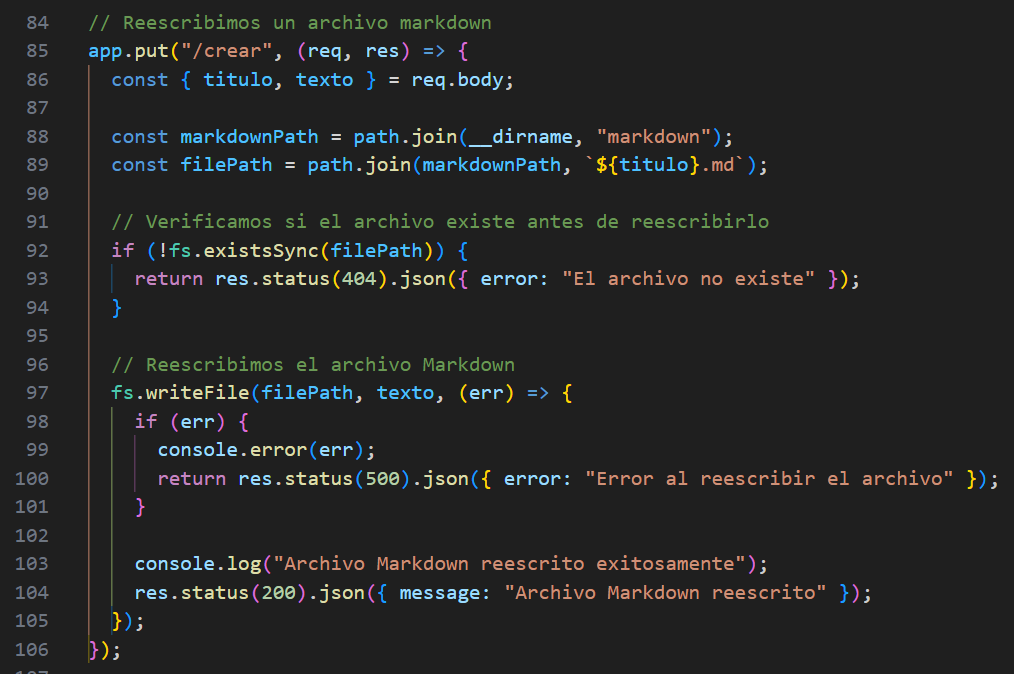 84 // Reescribimos un archivo markdown
85 app.put("/crear", (req, res) => {
86 const { titulo, texto } = req.body;
87
88 const markdownPath = path.join(__dirname, "markdown");
89 const filePath = path.join(markdownPath, `${titulo}.md`);
90
91 // Verificamos si el archivo existe antes de reescribirlo
92 if (!fs.existsSync(filePath)) {
93 return res.status(404).json({ error: "El archivo no existe" });
94 }
95
96 // Reescribimos el archivo Markdown
97 fs.writeFile(filePath, texto, (err) => {
98 if (err) {
99 console.error(err);
100 return res.status(500).json({ error: "Error al reescribir el archivo" });
101 }
102
103 console.log("Archivo Markdown reescrito exitosamente");
104 res.status(200).json({ message: "Archivo Markdown reescrito" });
105 });
106 });